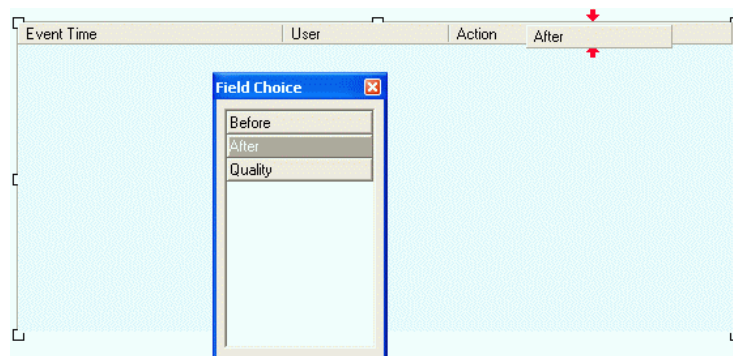 Event Time User Action After
Field Choice
Before
After
Quality